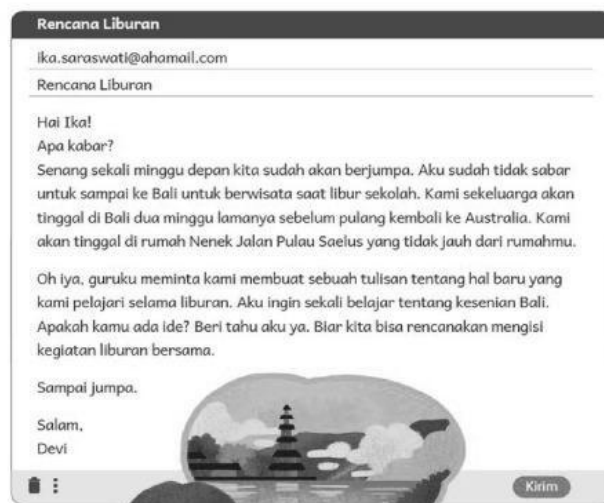 Rencana Liburan
ika.saraswati@ahamail.com
Rencana Liburan
Hai Ika!
Apa kabar?
Senang sekali minggu depan kita sudah akan berjumpa. Aku sudah tidak sabar
untuk sampai ke Bali untuk berwisata saat libur sekolah. Kami sekeluarga akan
tinggal di Bali dua minggu lamanya sebelum pulang kembali ke Australia. Kami
akan tinggal di rumah Nenek Jalan Pulau Saelus yang tidak jauh dari rumahmu.
Oh iya, guruku meminta kami membuat sebuah tulisan tentang hal baru yang
kami pelajari selama liburan. Aku ingin sekali belajar tentang kesenian Bali.
Apakah kamu ada ide? Beri tahu aku ya. Biar kita bisa rencanakan mengisi
kegiatan liburan bersama.
Sampai jumpa.
Salam,
Devi
Kirim